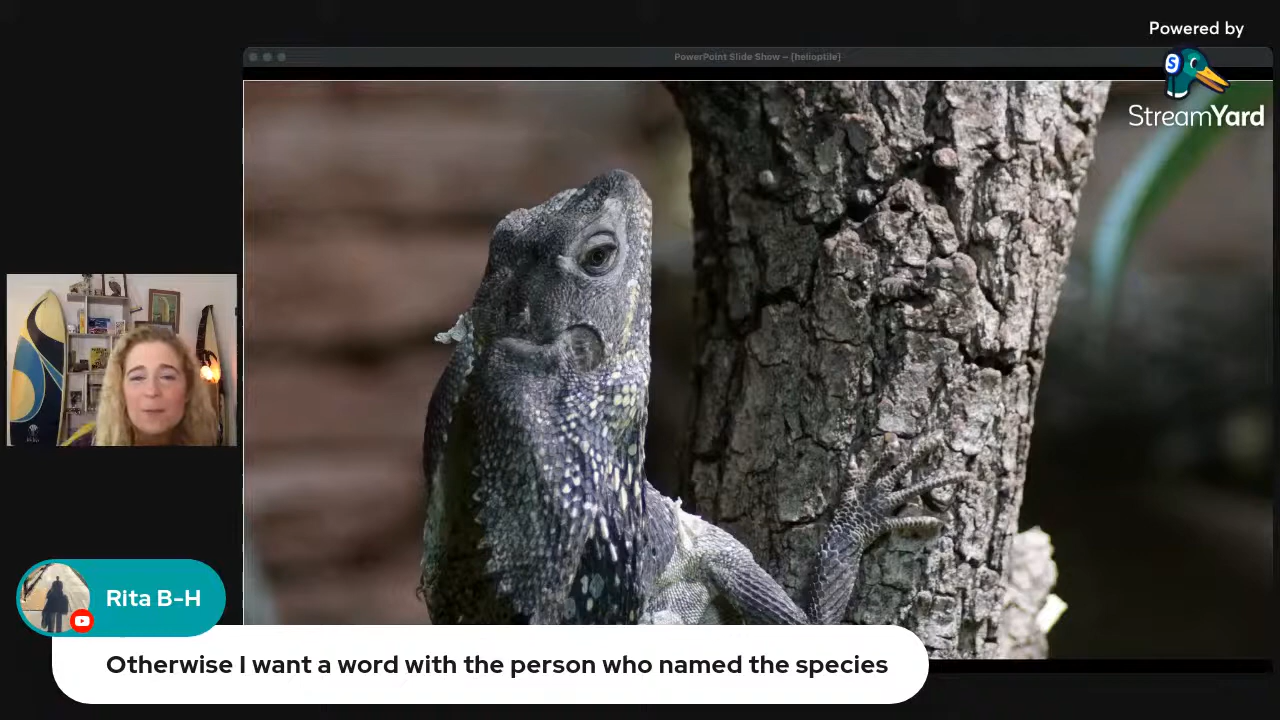 Powered by
PowerPoint Slide Show – [helioptile]
S
StreamYard
Rita B-H
Otherwise I want a word with the person who named the species